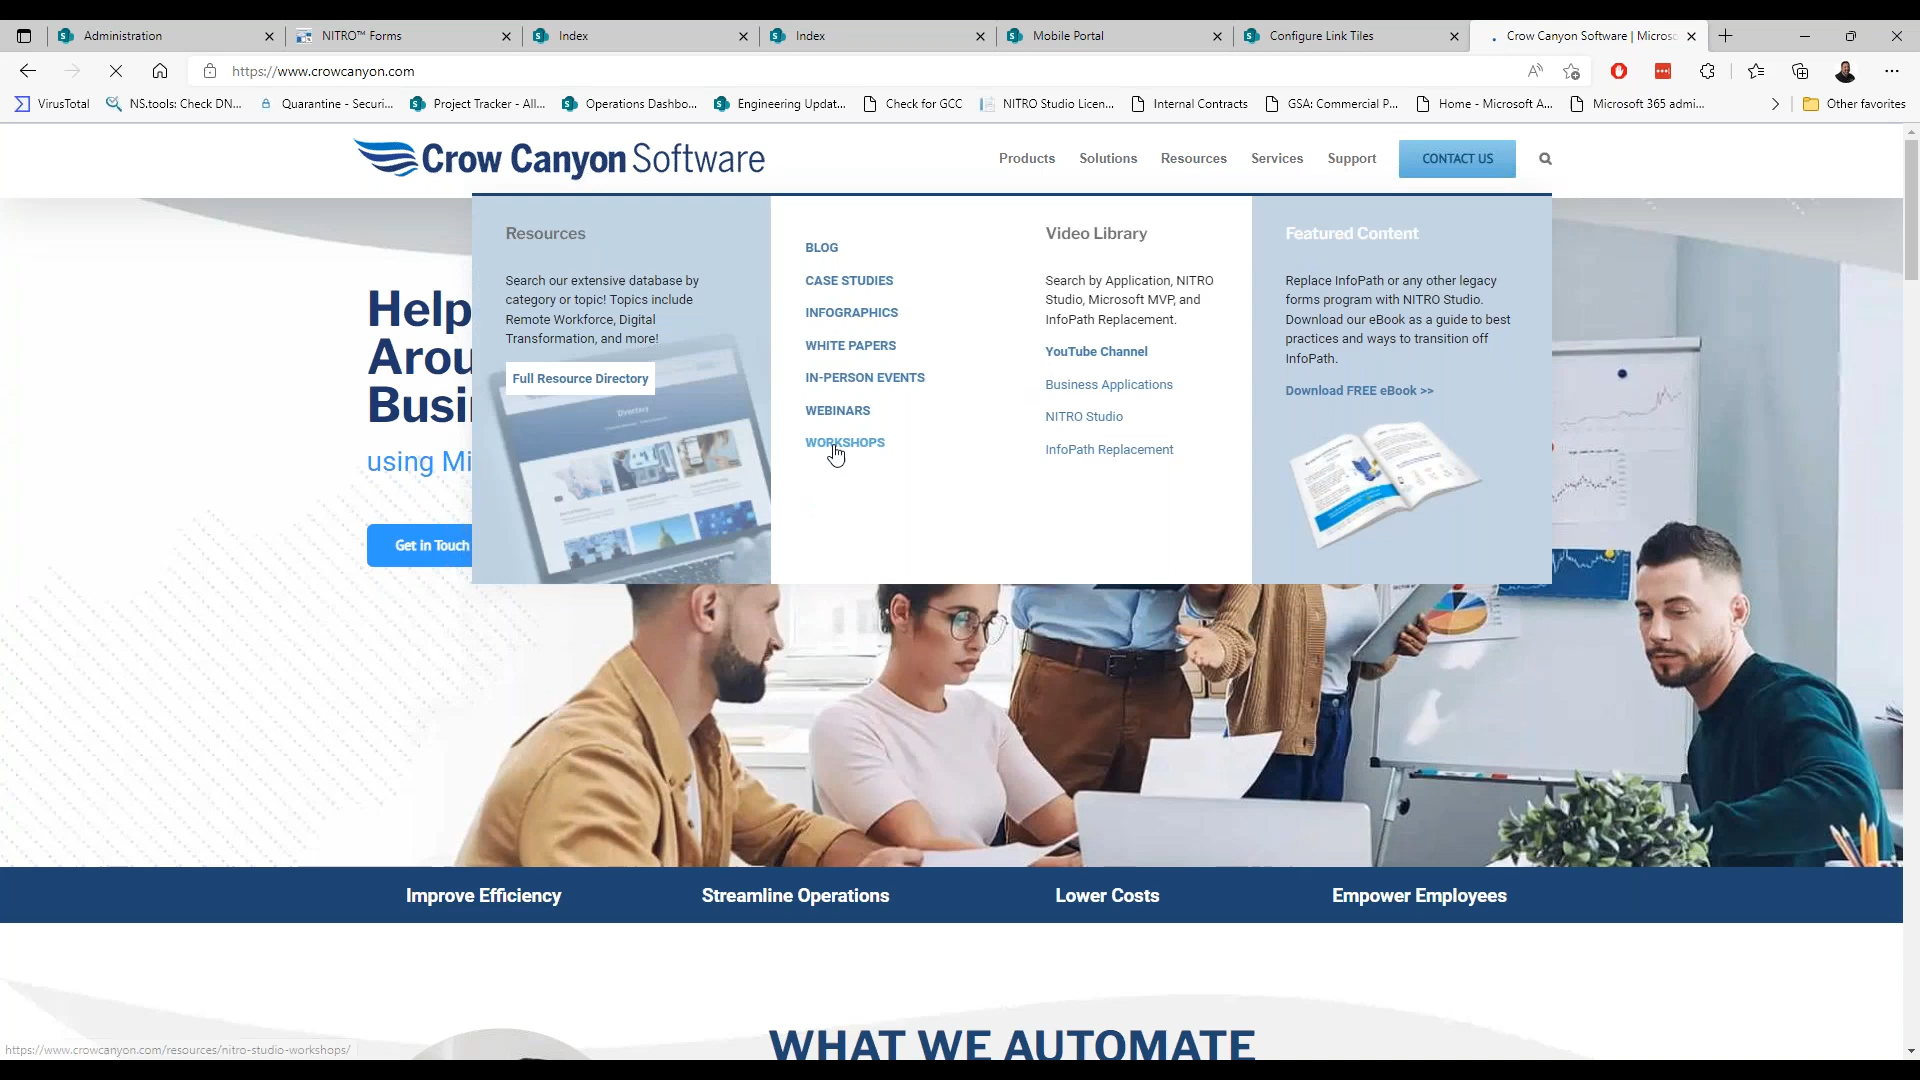 Administration
NITRO™ Forms
Index
Index
Mobile Portal
Configure Link Tiles
Crow Canyon Software | Micros
https://www.crowcanyon.com
VirusTotal
NS.tools: Check DN...
Quarantine - Securi...
Project Tracker - All...
Operations Dashbo...
Engineering Updat...
Check for GCC
NITRO Studio Licen...
Internal Contracts
GSA: Commercial P...
Home - Microsoft A...
Microsoft 365 admi...
Other favorites
Crow Canyon Software
Products
Solutions
Resources
Services
Support
CONTACT US
Help
Arou
Busi
using Mi
Get in Touch
Resources
Search our extensive database by
category or topic! Topics include
Remote Workforce, Digital
Transformation, and more!
Full Resource Directory
Directory
BLOG
CASE STUDIES
INFOGRAPHICS
WHITE PAPERS
IN-PERSON EVENTS
WEBINARS
WORKSHOPS
Video Library
Search by Application, NITRO
Studio, Microsoft MVP, and
InfoPath Replacement.
YouTube Channel
Business Applications
NITRO Studio
InfoPath Replacement
Featured Content
Replace InfoPath or any other legacy
forms program with NITRO Studio.
Download our eBook as a guide to best
practices and ways to transition off
InfoPath.
Download FREE eBook >>
Improve Efficiency
Streamline Operations
Lower Costs
Empower Employees
WHAT WE AUTOMATE
https://www.crowcanyon.com/resources/nitro-studio-workshops/